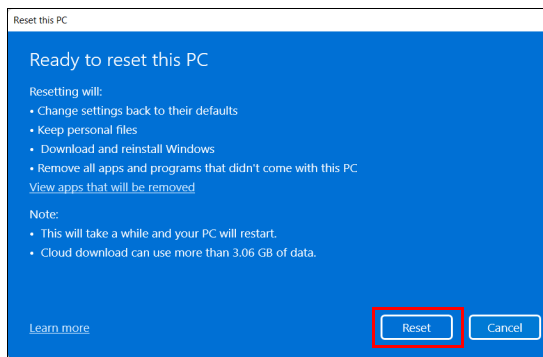 Reset this PC
Ready to reset this PC
Resetting will:
• Change settings back to their defaults
• Keep personal files
• Download and reinstall Windows
• Remove all apps and programs that didn't come with this PC
View apps that will be removed
Note:
• This will take a while and your PC will restart.
• Cloud download can use more than 3.06 GB of data.
Learn more
Reset
Cancel